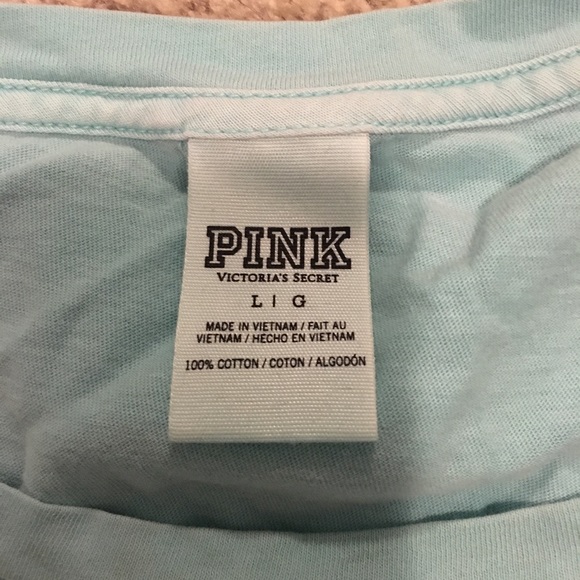 PINK
VICTORIA'S SECRET
L | G
MADE IN VIETNAM / FAIT AU
VIETNAM / HECHO EN VIETNAM
100% COTTON / COTON / ALGODÓN